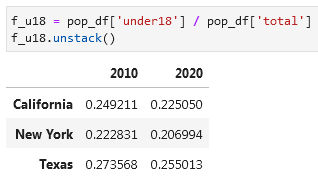 f_u18 = pop_df['under18'] / pop_df['total']
f_u18.unstack()
2010 2020
California 0.249211 0.225050
New York 0.222831 0.206994
Texas 0.273568 0.255013